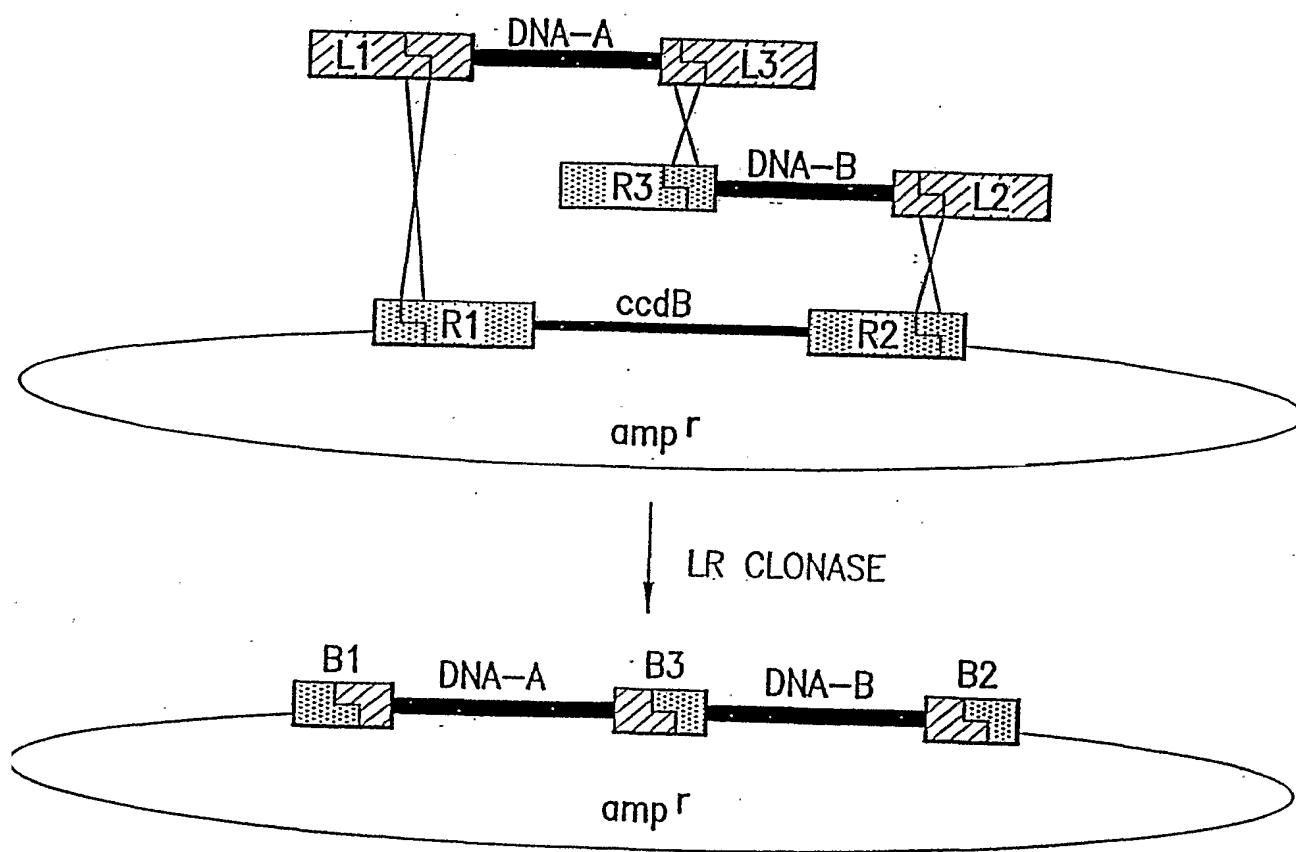 DNA-A
L1
L3
DNA-B
R3
L2
ccdB
R1
R2
amp r
LR CLONASE
B1
DNA-A
B3
DNA-B
B2
amp r